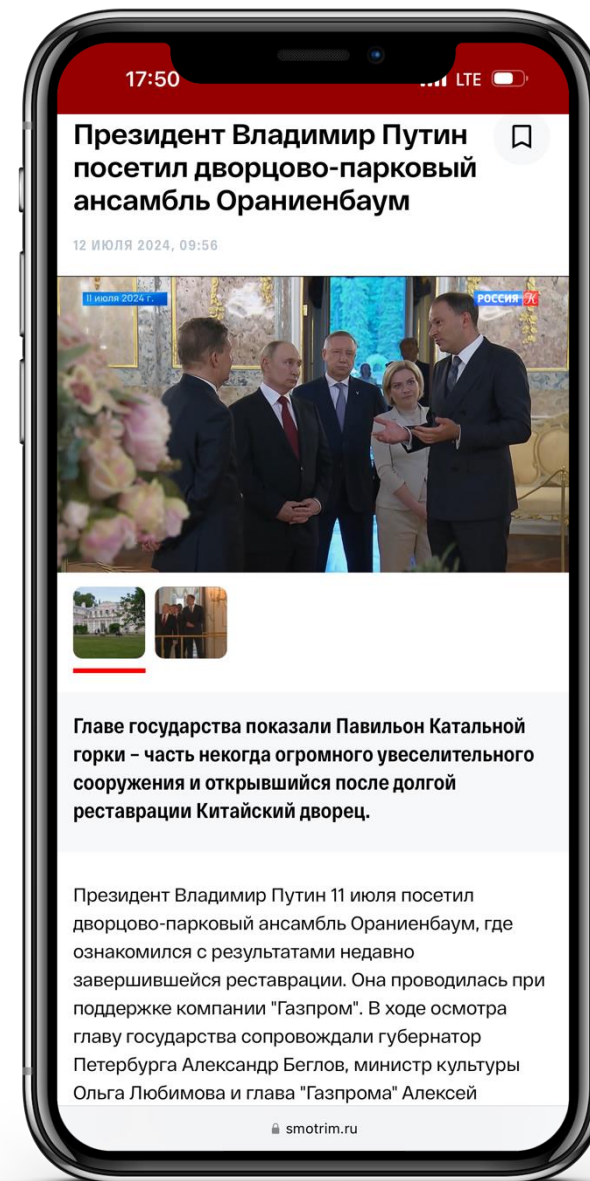 17:50
LTE
Президент Владимир Путин
посетил дворцово-парковый
ансамбль Ораниенбаум
12 ИЮЛЯ 2024, 09:56
11 июля 2024 г.
РОССИЯ К
Главе государства показали Павильон Катальной
горки – часть некогда огромного увеселительного
сооружения и открывшийся после долгой
реставрации Китайский дворец.
Президент Владимир Путин 11 июля посетил
дворцово-парковый ансамбль Ораниенбаум, где
ознакомился с результатами недавно
завершившейся реставрации. Она проводилась при
поддержке компании "Газпром". В ходе осмотра
главу государства сопровождали губернатор
Петербурга Александр Беглов, министр культуры
Ольга Любимова и глава "Газпрома" Алексей
smotrim.ru